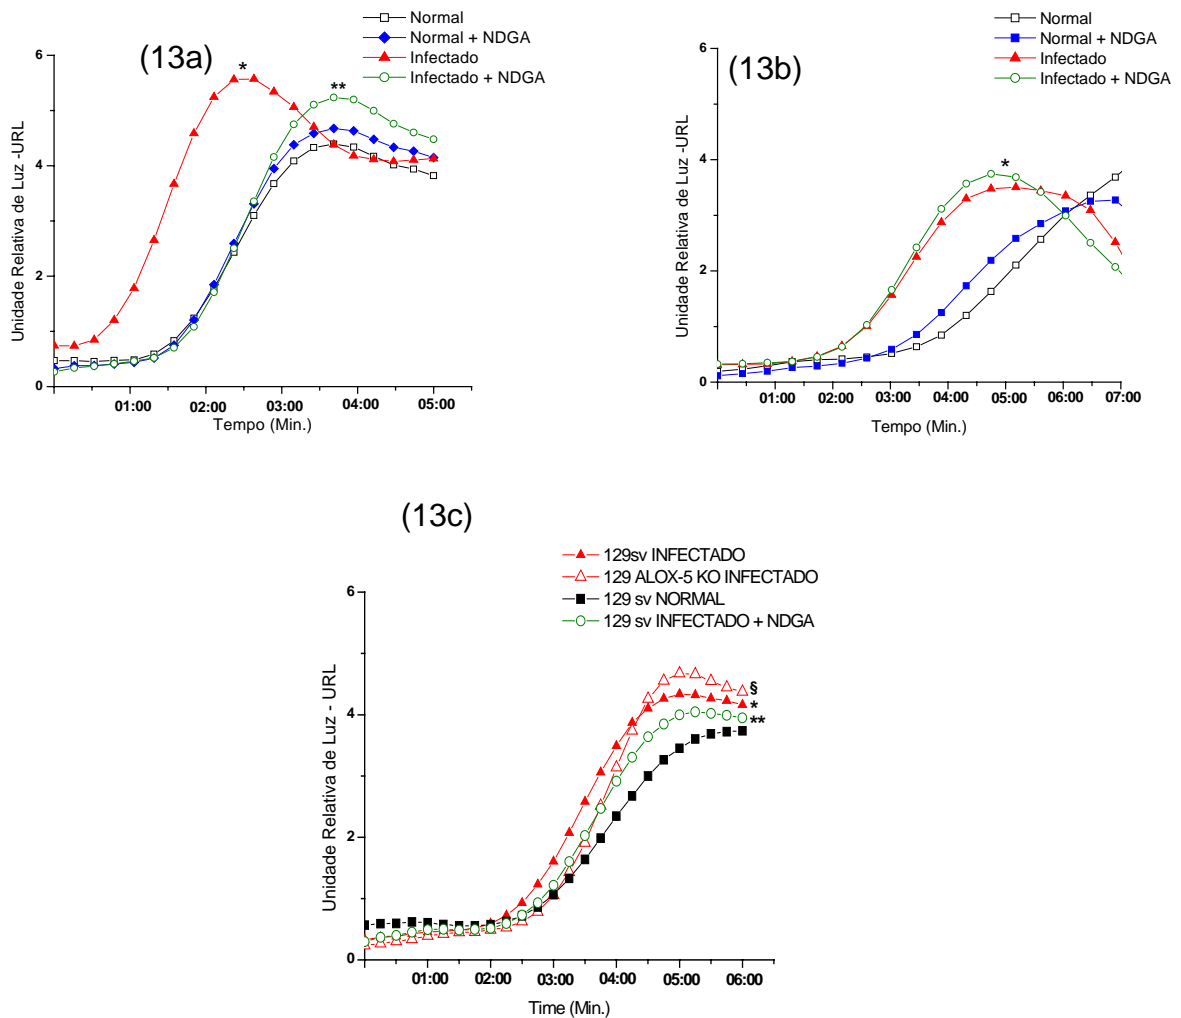 (13a)
Normal
Normal + NDGA
Infectado
Infectado + NDGA
*
**
6
4
2
0
Unidade Relativa de Luz -URL
01:00 02:00 03:00 04:00 05:00
Tempo (Min.)
(13b)
Normal
Normal + NDGA
Infectado
Infectado + NDGA
*
6
4
2
0
Unidade Relativa de Luz -URL
01:00 02:00 03:00 04:00 05:00 06:00 07:00
Tempo (Min.)
(13c)
129sv INFECTADO
129 ALOX-5 KO INFECTADO
129 sv NORMAL
129 sv INFECTADO + NDGA
§
*
**
6
4
2
0
Unidade Relativa de Luz - URL
01:00 02:00 03:00 04:00 05:00 06:00
Time (Min.)